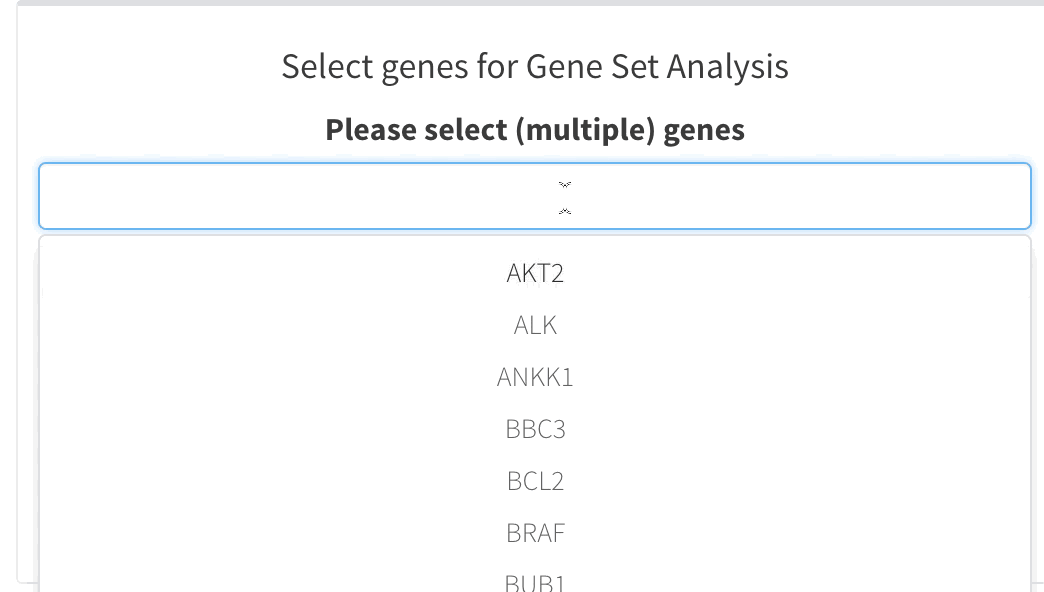 Select genes for Gene Set Analysis
Please select (multiple) genes
AKT2
ALK
ANKK1
BBC3
BCL2
BRAF
BUB1